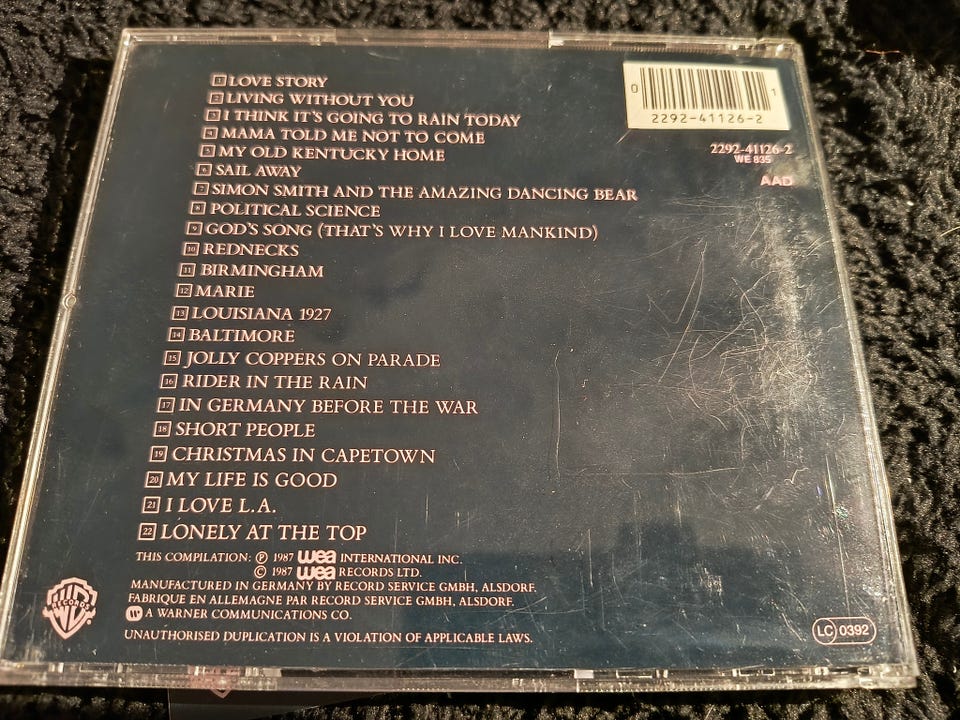 1 LOVE STORY
2 LIVING WITHOUT YOU
3 I THINK IT'S GOING TO RAIN TODAY
4 MAMA TOLD ME NOT TO COME
5 MY OLD KENTUCKY HOME
6 SAIL AWAY
7 SIMON SMITH AND THE AMAZING DANCING BEAR
8 POLITICAL SCIENCE
9 GOD'S SONG (THAT'S WHY I LOVE MANKIND)
10 REDNECKS
11 BIRMINGHAM
12 MARIE
13 LOUISIANA 1927
14 BALTIMORE
15 JOLLY COPPERS ON PARADE
16 RIDER IN THE RAIN
17 IN GERMANY BEFORE THE WAR
18 SHORT PEOPLE
19 CHRISTMAS IN CAPETOWN
20 MY LIFE IS GOOD
21 I LOVE L.A.
22 LONELY AT THE TOP
0 1
2292-41126-2
2292-41126-2
WE 835
AAD
THIS COMPILATION: ℗ 1987 wea INTERNATIONAL INC.
© 1987 wea RECORDS LTD.
MANUFACTURED IN GERMANY BY RECORD SERVICE GMBH, ALSDORF.
FABRIQUE EN ALLEMAGNE PAR RECORD SERVICE GMBH, ALSDORF.
A WARNER COMMUNICATIONS CO.
UNAUTHORISED DUPLICATION IS A VIOLATION OF APPLICABLE LAWS.
WB RECORDS
LC 0392